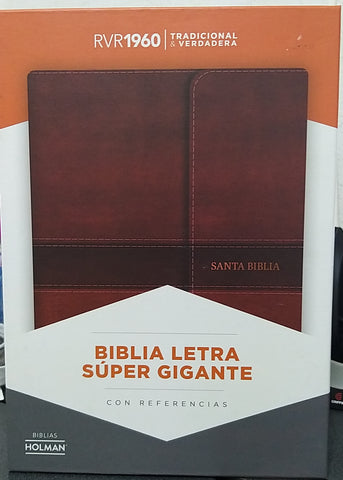 RVR1960 | TRADICIONAL
& VERDADERA
SANTA BIBLIA
BIBLIA LETRA
SÚPER GIGANTE
CON REFERENCIAS
BIBLIAS
HOLMAN